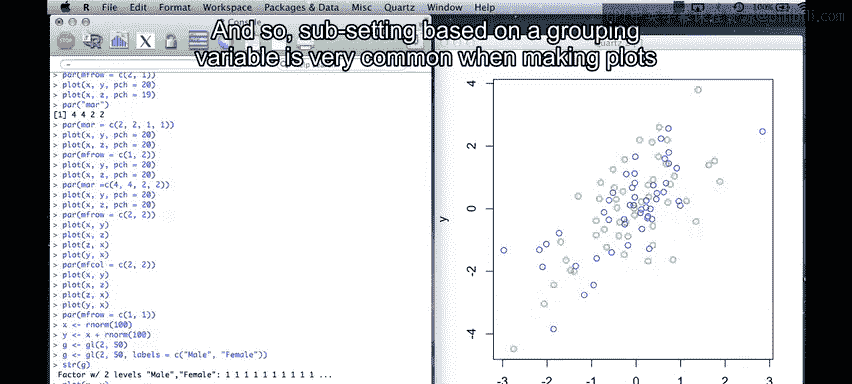 R File Edit Format Workspace Packages & Data Misc Quartz Window Help
And so, sub-setting based on a grouping
variable is very common when making plots
> par(mfrow = c(2, 1))
> plot(x, y, pch = 20)
> plot(x, z, pch = 19)
> par("mar")
[1] 4 4 2 2
> par(mar = c(2, 2, 1, 1))
> plot(x, y, pch = 20)
> plot(x, z, pch = 20)
> par(mfrow = c(1, 2))
> plot(x, y, pch = 20)
> plot(x, z, pch = 20)
> par(mar =c(4, 4, 2, 2))
> plot(x, y, pch = 20)
> plot(x, z, pch = 20)
> par(mfrow = c(2, 2))
> plot(x, y)
> plot(x, z)
> plot(z, x)
> plot(y, x)
> par(mfcol = c(2, 2))
> plot(x, y)
> plot(x, z)
> plot(z, x)
> plot(y, x)
> par(mfrow = c(1, 1))
> x <- rnorm(100)
> y <- x + rnorm(100)
> g <- gl(2, 50)
> g <- gl(2, 50, labels = c("Male", "Female"))
> str(g)
Factor w/ 2 levels "Male","Female": 1 1 1 1 1 1 1 1 1 1 ...
4
2
0
-2
-4
y
-3 -2 -1 0 1 2 3